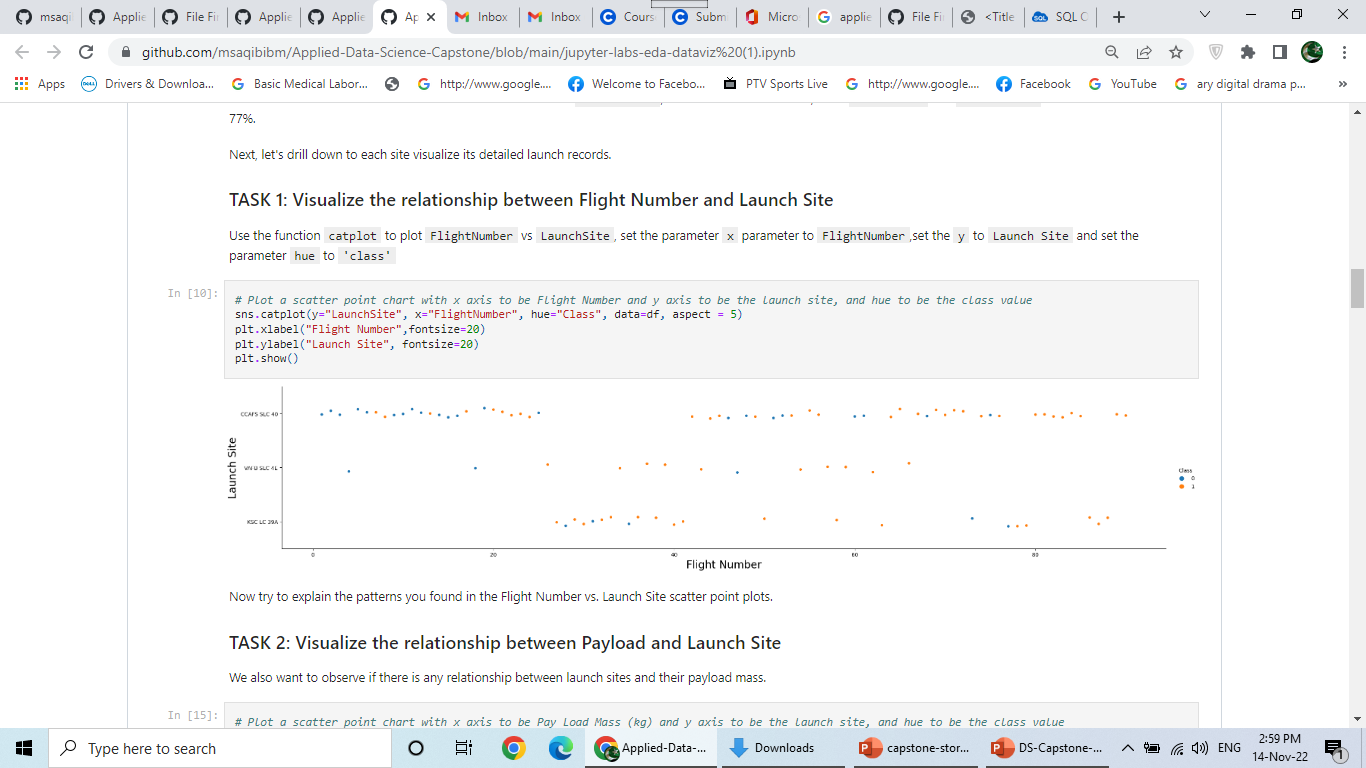 msaqi
Applie
File Fi
Applie
Applie
Ap
Inbox
Inbox
Cours
Subm
Micro
applie
File Fi
<Title
SQL C
github.com/msaqibibm/Applied-Data-Science-Capstone/blob/main/jupyter-labs-eda-dataviz%20(1).ipynb
Apps
Drivers & Downloa...
Basic Medical Labor...
http://www.google....
Welcome to Facebo...
PTV Sports Live
http://www.google....
Facebook
YouTube
ary digital drama p...
»
77%.
Next, let's drill down to each site visualize its detailed launch records.
TASK 1: Visualize the relationship between Flight Number and Launch Site
Use the function catplot to plot FlightNumber vs LaunchSite, set the parameter x parameter to FlightNumber ,set the y to Launch Site and set the
parameter hue to 'class'
In [10]:
# Plot a scatter point chart with x axis to be Flight Number and y axis to be the launch site, and hue to be the class value
sns.catplot(y="LaunchSite", x="FlightNumber", hue="Class", data=df, aspect = 5)
plt.xlabel("Flight Number",fontsize=20)
plt.ylabel("Launch Site", fontsize=20)
plt.show()
Launch Site
CCAFS SLC 40
VAFB SLC 4E
KSC LC 39A
0 20 40 60 80
Flight Number
Class
0
1
Now try to explain the patterns you found in the Flight Number vs. Launch Site scatter point plots.
TASK 2: Visualize the relationship between Payload and Launch Site
We also want to observe if there is any relationship between launch sites and their payload mass.
In [15]:
# Plot a scatter point chart with x axis to be Pay Load Mass (kg) and y axis to be the launch site, and hue to be the class value
Type here to search
Applied-Data-...
Downloads
capstone-stor...
DS-Capstone-...
ENG
2:59 PM
14-Nov-22
1